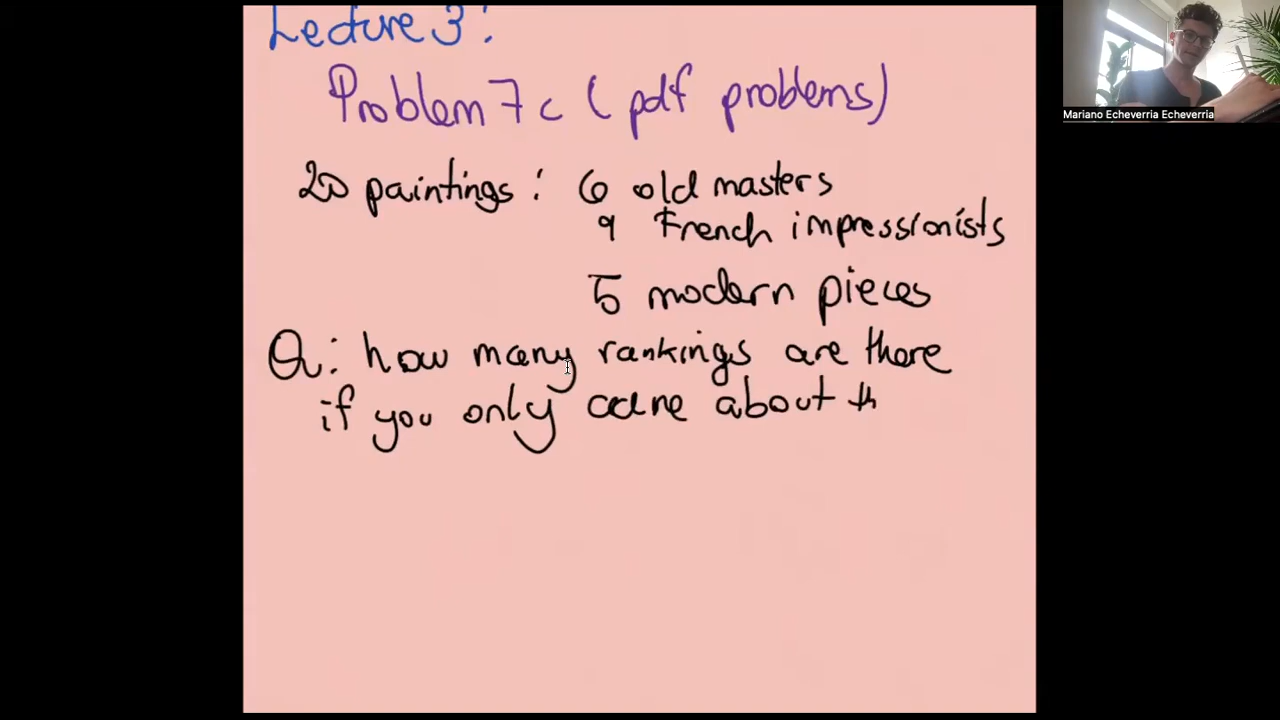 Lecture 3:
Problem 7c (pdf problems)
20 paintings: 6 old masters
9 French impressionists
5 modern pieces
Q: how many rankings are there
if you only care about th
Mariano Echeverria Echeverria